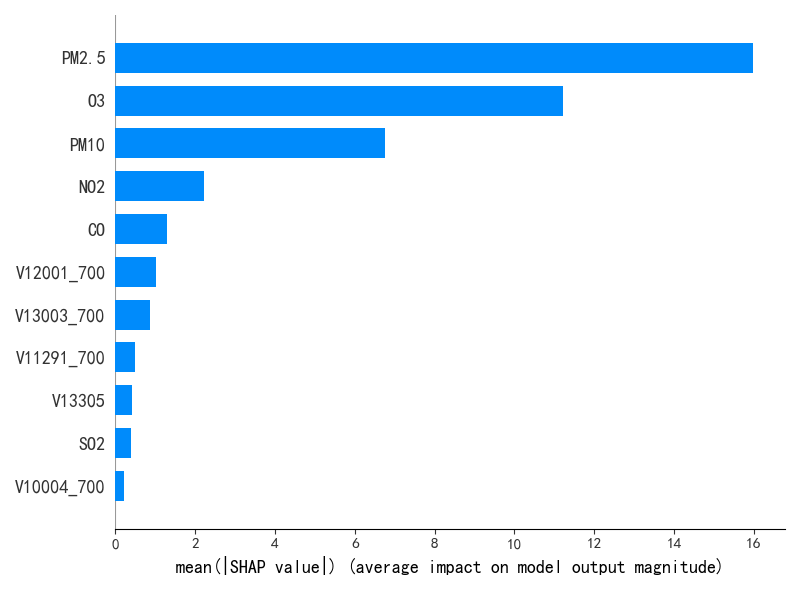 PM2.5
O3
PM10
NO2
CO
V12001_700
V13003_700
V11291_700
V13305
SO2
V10004_700
0 2 4 6 8 10 12 14 16
mean(|SHAP value|) (average impact on model output magnitude)